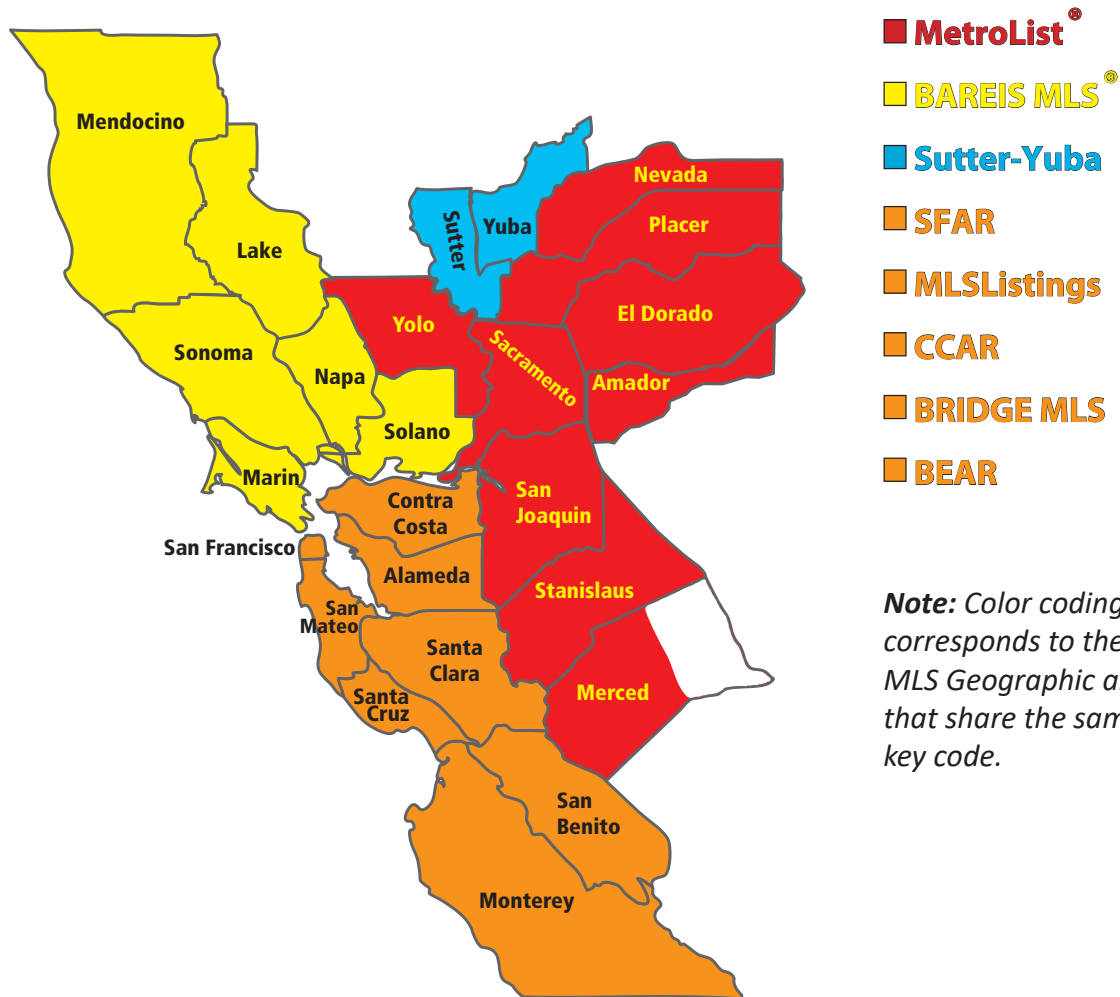 Mendocino
Lake
Sonoma
Napa
Solano
Marin
Sutter
Yuba
Nevada
Placer
Yolo
El Dorado
Sacramento
Amador
San
Joaquin
Contra
Costa
San Francisco
Alameda
Stanislaus
San
Mateo
Santa
Clara
Merced
Santa
Cruz
San
Benito
Monterey
MetroList®
BAREIS MLS®
Sutter-Yuba
SFAR
MLSListings
CCAR
BRIDGE MLS
BEAR
Note: Color coding
corresponds to the
MLS Geographic
that share the
key code.